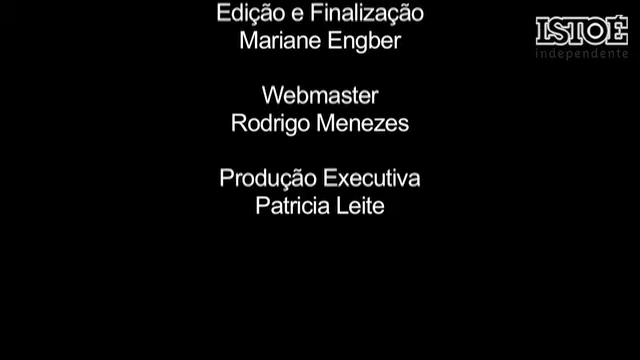 Edição e Finalização
Mariane Engber
ISTOÉ
independente
Webmaster
Rodrigo Menezes
Produção Executiva
Patricia Leite